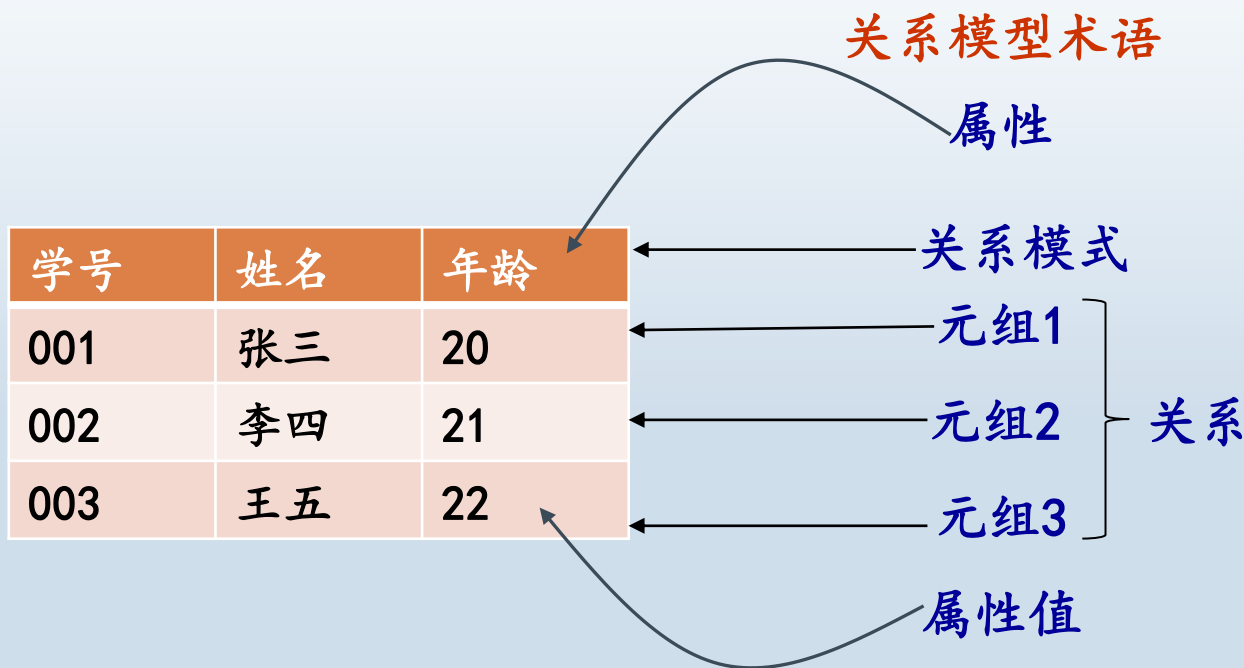 关系模型术语
属性
学号 姓名 年龄
关系模式
001 张三 20
元组1
002 李四 21
元组2
关系
003 王五 22
元组3
属性值